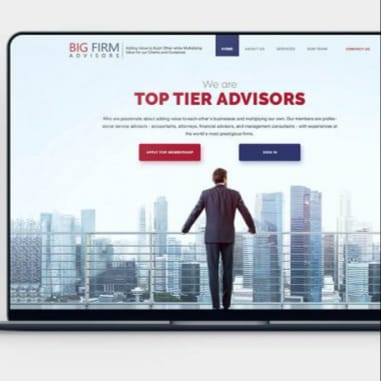 BIG FIRM
ADVISORS
Adding Value to Each Other while Multiplying
Value for our Clients and Ourselves
HOME
ABOUT US
SERVICES
OUR TEAM
CONTACT US
We are
TOP TIER ADVISORS
Who are passionate about adding value to each other's businesses and multiplying our own. Our members are profes-
sional service advisors - accountants, attorneys, financial advisors, and management consultants - with experiences at
the world's most prestigious firms.
APPLY FOR MEMBERSHIP
SIGN IN